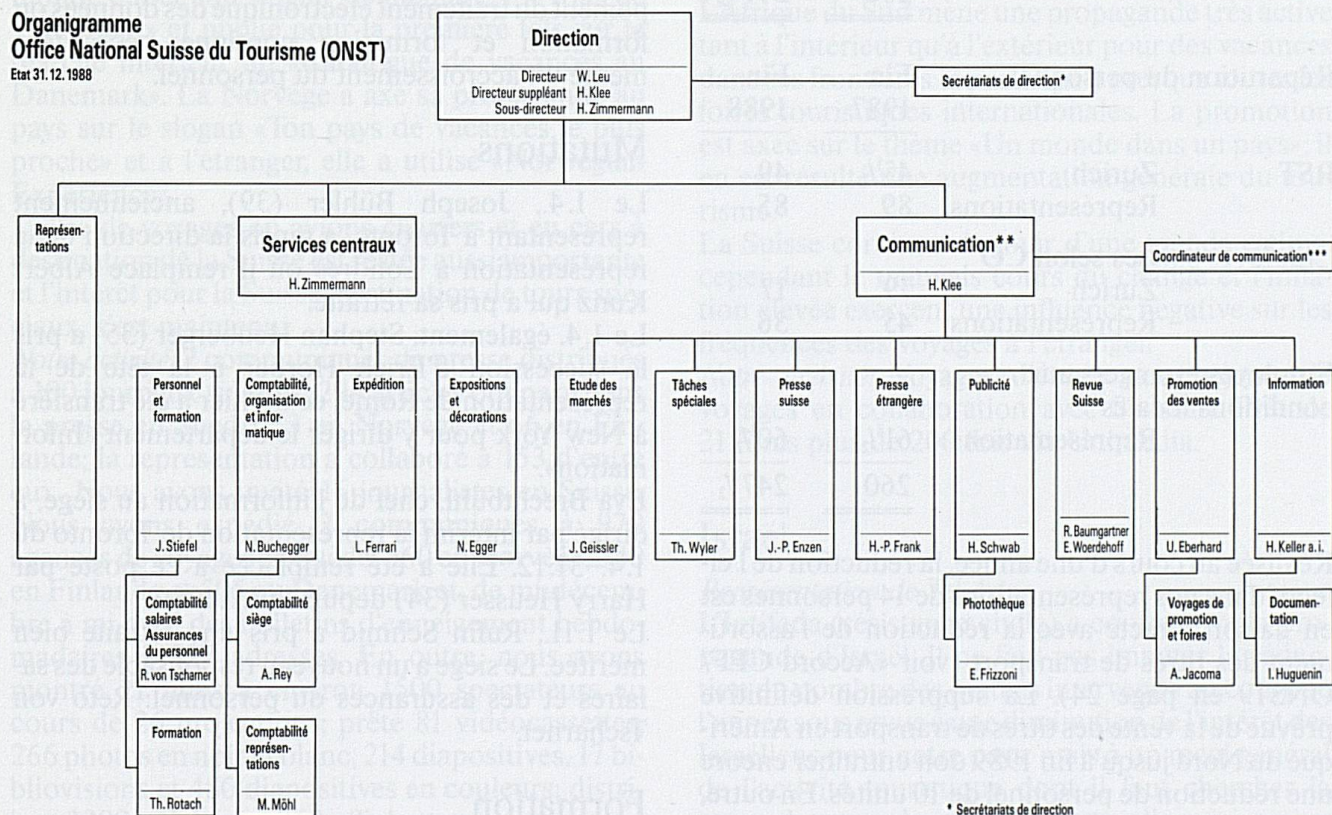 Organigramme
Office National Suisse du Tourisme (ONST)
Etat 31.12.1988
Direction
Directeur W. Leu
Directeur suppléant H. Klee
Sous-directeur H. Zimmermann
Secrétariats de direction*
Représen-
tations
Services centraux
H. Zimmermann
Communication**
H. Klee
Coordinateur de communication***
Personnel
et
formation
J. Stiefel
Comptabilité,
organisation
et infor-
matique
N. Buchegger
Expédition
L. Ferrari
Expositions
et
décorations
N. Egger
Etude des
marchés
J. Geissler
Tâches
spéciales
Th. Wyler
Presse
suisse
J.-P. Enzen
Presse
étrangère
H.-P. Frank
Publicité
H. Schwab
Revue
Suisse
R. Baumgartner
E. Woerdehoff
Promotion
des ventes
U. Eberhard
Information
H. Keller a.i.
Comptabilité
salaires
Assurances
du personnel
R. von Tscharner
Comptabilité
siège
A. Rey
Photothèque
E. Frizzoni
Voyages de
promotion
et foires
A. Jacoma
Documen-
tation
I. Huguenin
Formation
Th. Rotach
Comptabilité
représen-
tations
M. Möhl
* Secrétariats de direction